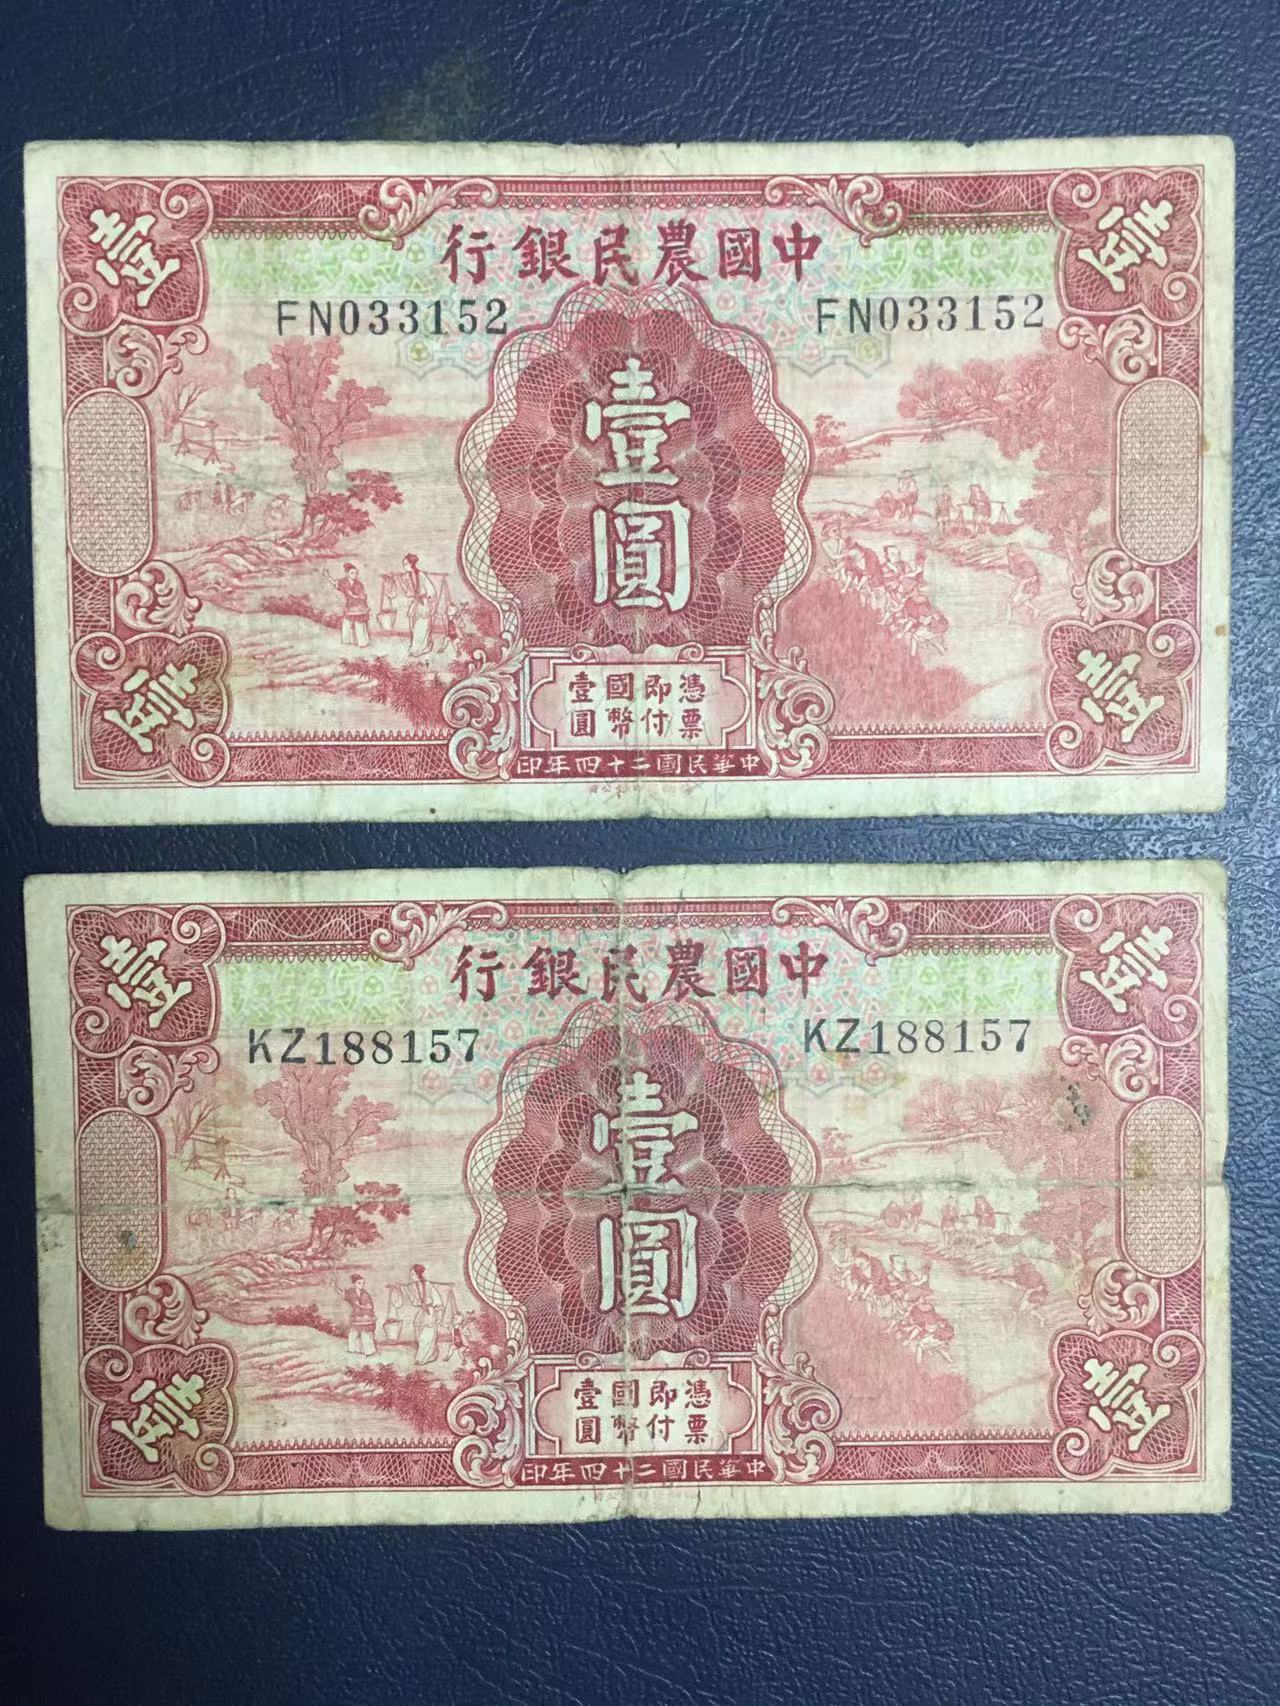 壹 壹
中國農民銀行
FN033152 FN033152
壹圓
憑票即付國幣壹圓
中華民國二十四年印
壹 壹
壹 壹
中國農民銀行
KZ188157 KZ188157
壹圓
憑票即付國幣壹圓
中華民國二十四年印
壹 壹